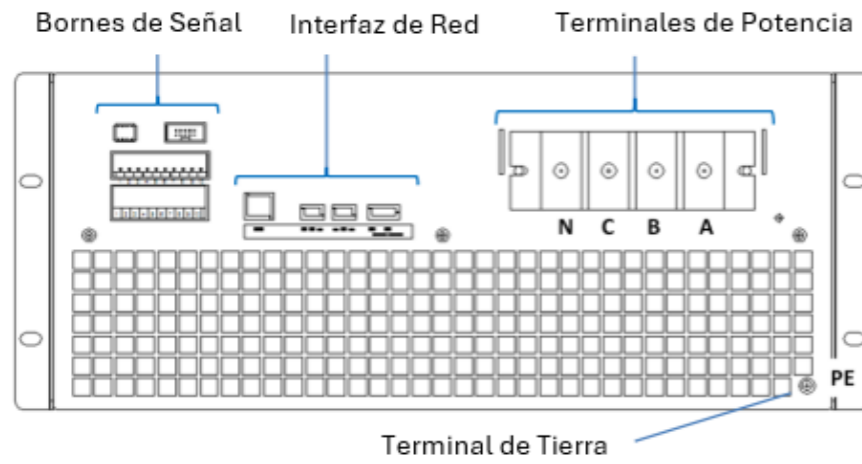 Bornes de Señal
Interfaz de Red
Terminales de Potencia
N C B A
PE
Terminal de Tierra